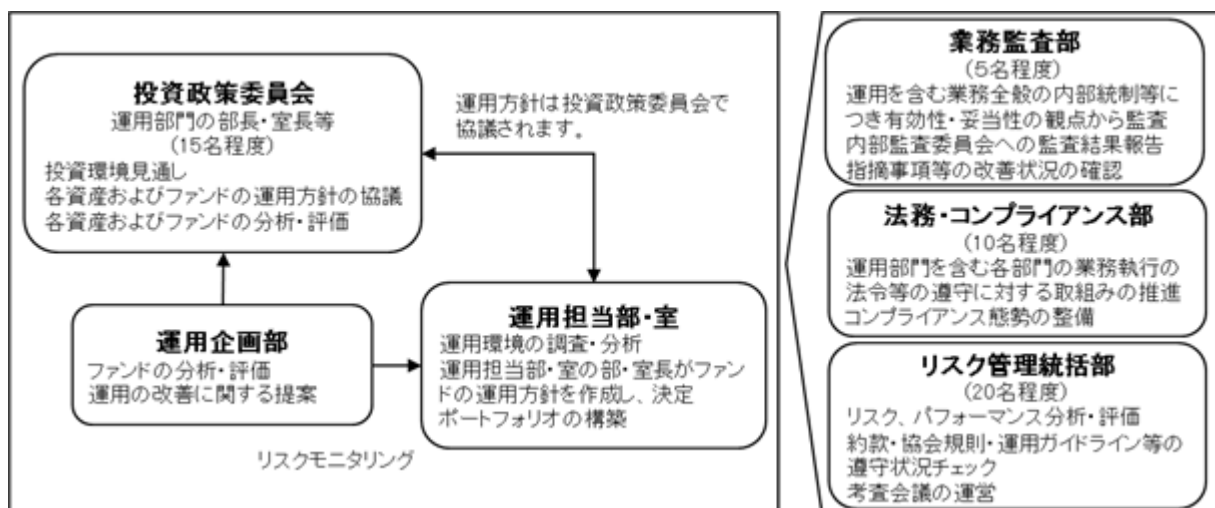 投資政策委員会
運用部門の部長・室長等
(15名程度)
投資環境見通し
各資産およびファンドの運用方針の協議
各資産およびファンドの分析・評価
運用方針は投資政策委員会で
協議されます。
運用企画部
ファンドの分析・評価
運用の改善に関する提案
運用担当部・室
運用環境の調査・分析
運用担当部・室の部・室長がファン
ドの運用方針を作成し、決定
ポートフォリオの構築
リスクモニタリング
業務監査部
(5名程度)
運用を含む業務全般の内部統制等に
つき有効性・妥当性の観点から監査
内部監査委員会への監査結果報告
指摘事項等の改善状況の確認
法務・コンプライアンス部
(10名程度)
運用部門を含む各部門の業務執行の
法令等の遵守に対する取組みの推進
コンプライアンス態勢の整備
リスク管理統括部
(20名程度)
リスク、パフォーマンス分析・評価
約款・協会規則・運用ガイドライン等の
遵守状況チェック
考査会議の運営